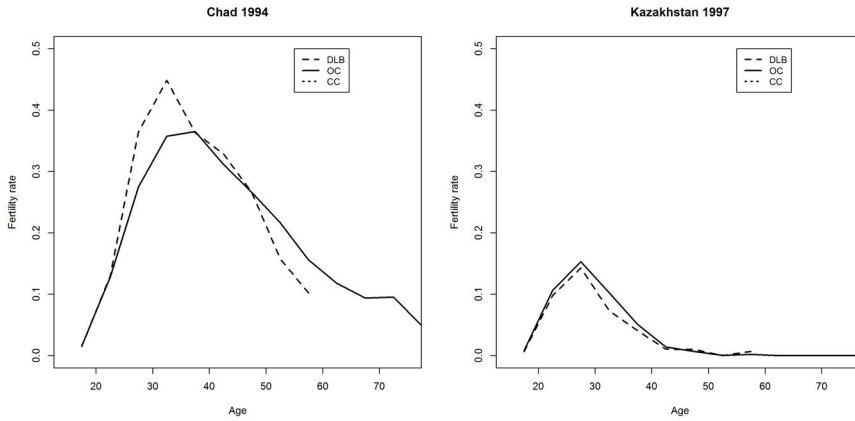 Chad 1994
Fertility rate
0.5
0.4
0.3
0.2
0.1
0.0
DLB
OC
CC
20 30 40 50 60 70
Age
Kazakhstan 1997
Fertility rate
0.5
0.4
0.3
0.2
0.1
0.0
DLB
OC
CC
20 30 40 50 60 70
Age